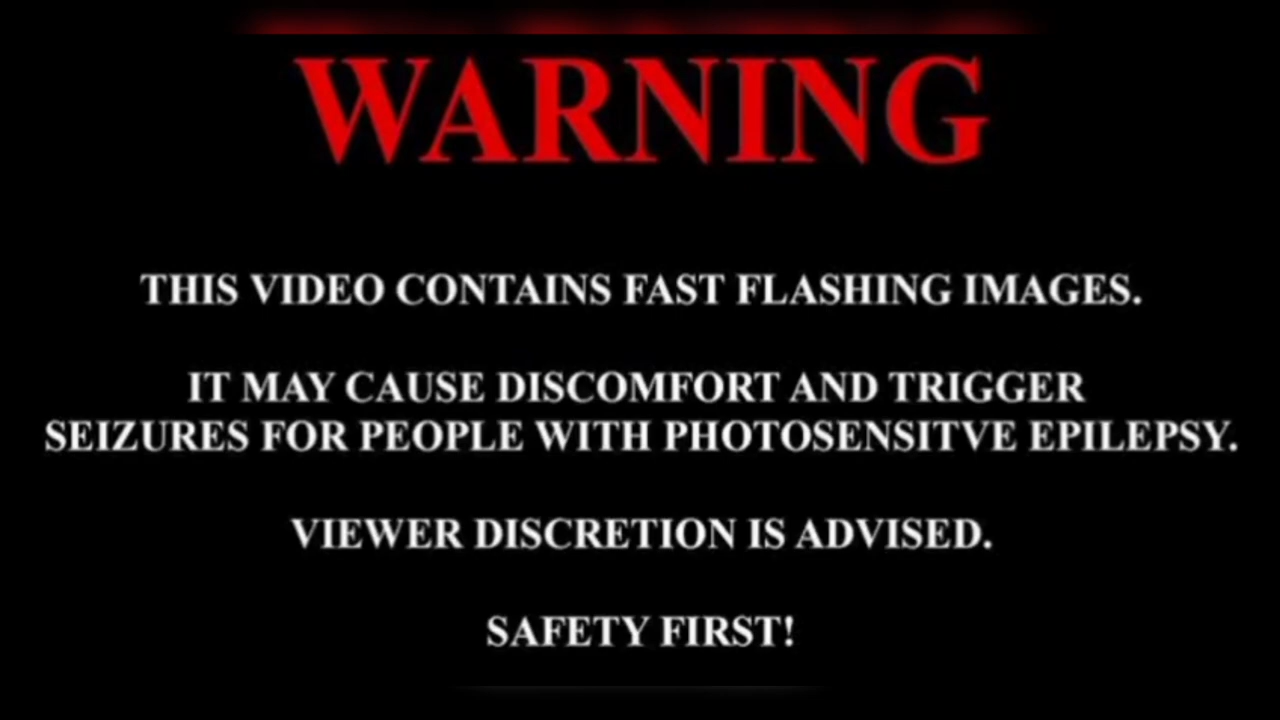 WARNING
THIS VIDEO CONTAINS FAST FLASHING IMAGES.
IT MAY CAUSE DISCOMFORT AND TRIGGER
SEIZURES FOR PEOPLE WITH PHOTOSENSITVE EPILEPSY.
VIEWER DISCRETION IS ADVISED.
SAFETY FIRST!